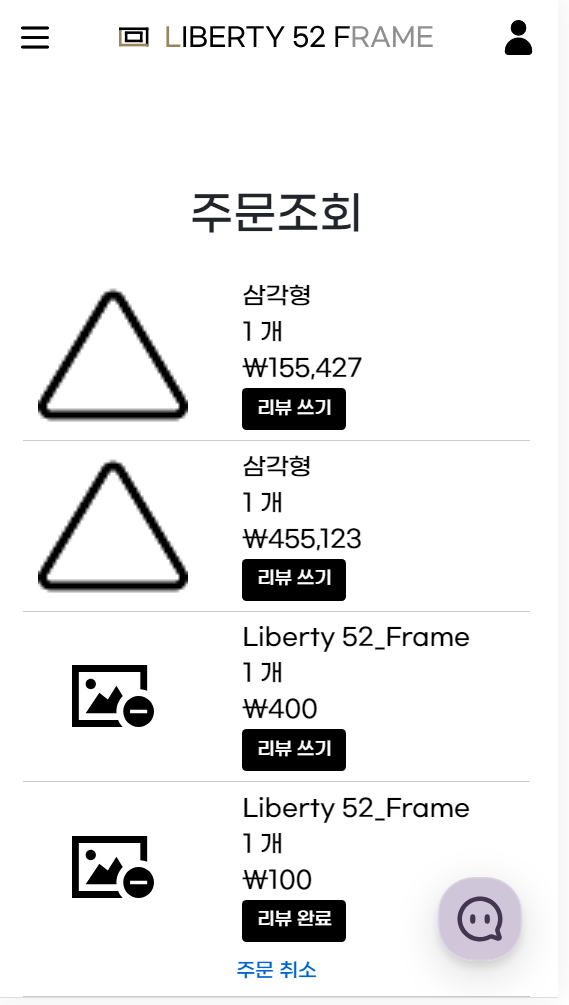 LIBERTY 52 FRAME
주문조회
삼각형
1 개
₩155,427
리뷰 쓰기
삼각형
1 개
₩455,123
리뷰 쓰기
Liberty 52_Frame
1 개
₩400
리뷰 쓰기
Liberty 52_Frame
1 개
₩100
리뷰 완료
주문 취소